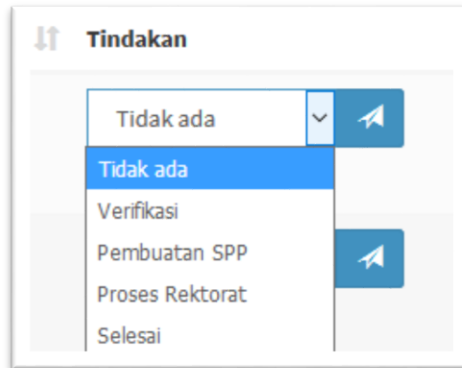 Tindakan
Tidak ada
Tidak ada
Verifikasi
Pembuatan SPP
Proses Rektorat
Selesai